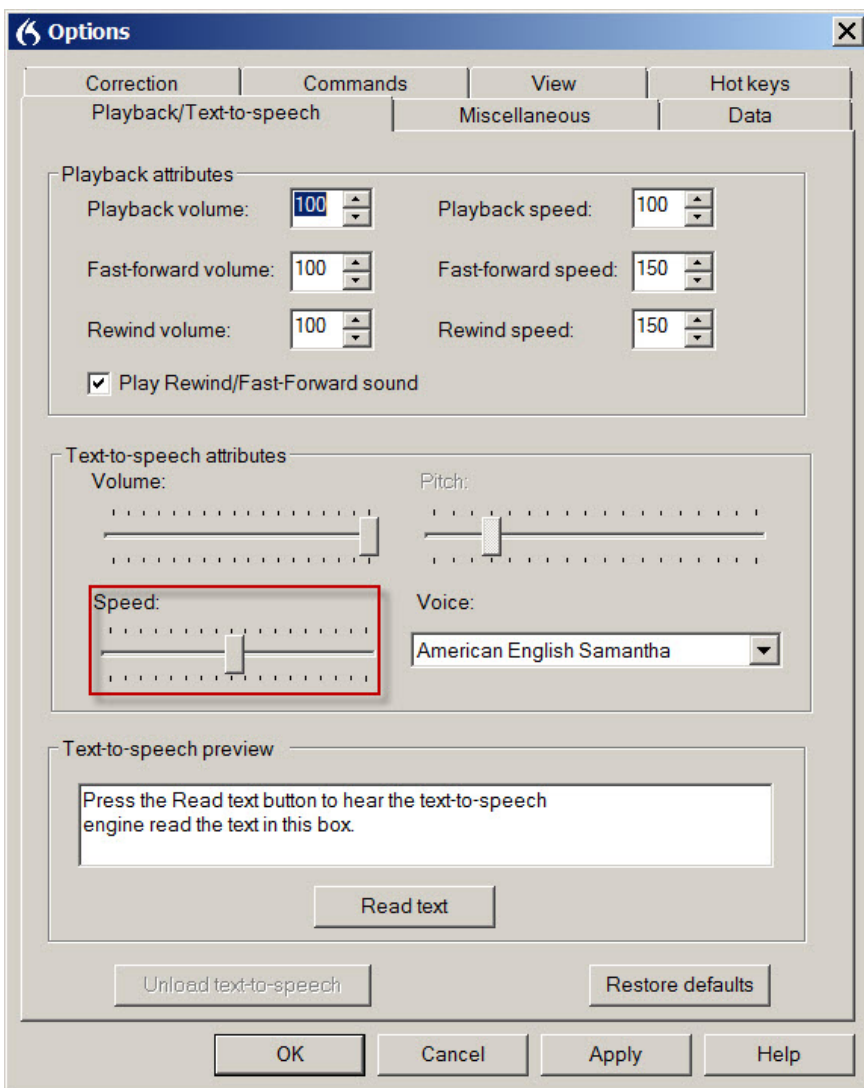 Options
Correction Commands View Hot keys
Playback/Text-to-speech Miscellaneous Data
Playback attributes
Playback volume: 100 Playback speed: 100
Fast-forward volume: 100 Fast-forward speed: 150
Rewind volume: 100 Rewind speed: 150
Play Rewind/Fast-Forward sound
Text-to-speech attributes
Volume: Pitch:
Speed: Voice:
American English Samantha
Text-to-speech preview
Press the Read text button to hear the text-to-speech
engine read the text in this box.
Read text
Unload text-to-speech Restore defaults
OK Cancel Apply Help